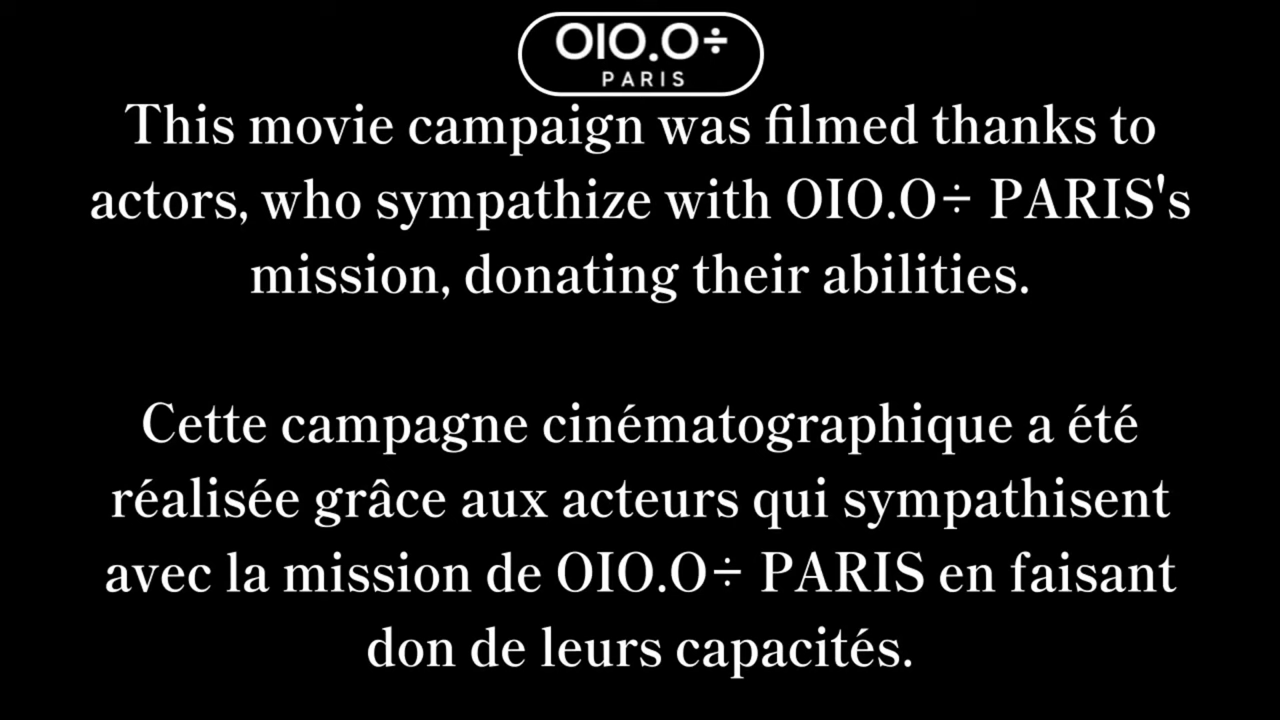 OIO.O÷
PARIS
This movie campaign was filmed thanks to
actors, who sympathize with OIO.O÷ PARIS's
mission, donating their abilities.
Cette campagne cinématographique a été
réalisée grâce aux acteurs qui sympathisent
avec la mission de OIO.O÷ PARIS en faisant
don de leurs capacités.